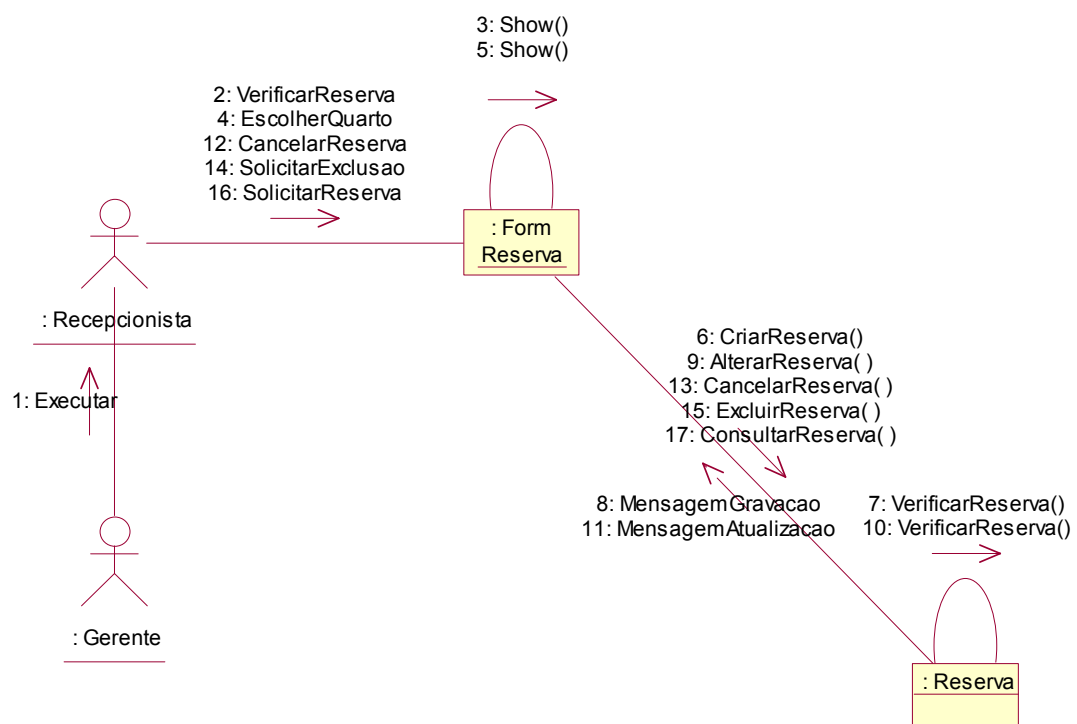 3: Show()
5: Show()
2: VerificarReserva
4: EscolherQuarto
12: CancelarReserva
14: SolicitarExclusao
16: SolicitarReserva
: Form
Reserva
: Recepcionista
1: Executar
6: CriarReserva()
9: AlterarReserva( )
13: CancelarReserva( )
15: ExcluirReserva( )
17: ConsultarReserva( )
8: MensagemGravacao
11: MensagemAtualizacao
7: VerificarReserva()
10: VerificarReserva()
: Gerente
: Reserva